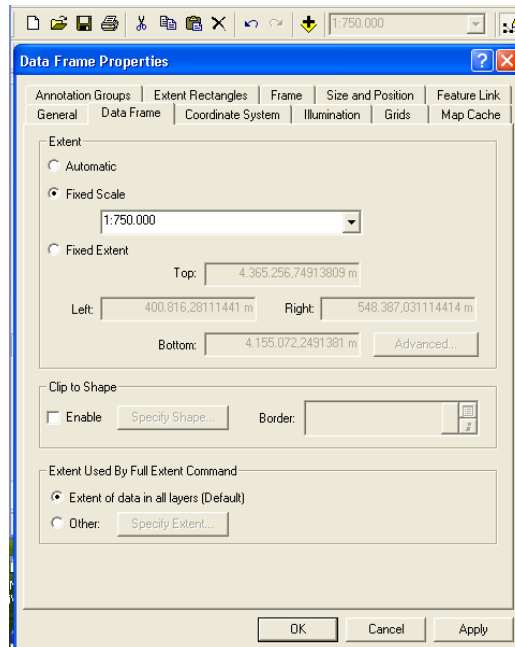 1:750.000
Data Frame Properties
Annotation Groups Extent Rectangles Frame Size and Position Feature Link
General Data Frame Coordinate System Illumination Grids Map Cache
Extent
Automatic
Fixed Scale
1:750.000
Fixed Extent
Top: 4.365.256,74913809 m
Left: 400.816,28111441 m Right: 548.387,031114414 m
Bottom: 4.155.072,2491381 m Advanced...
Clip to Shape
Enable Specify Shape... Border:
Extent Used By Full Extent Command
Extent of data in all layers (Default)
Other: Specify Extent...
OK Cancel Apply